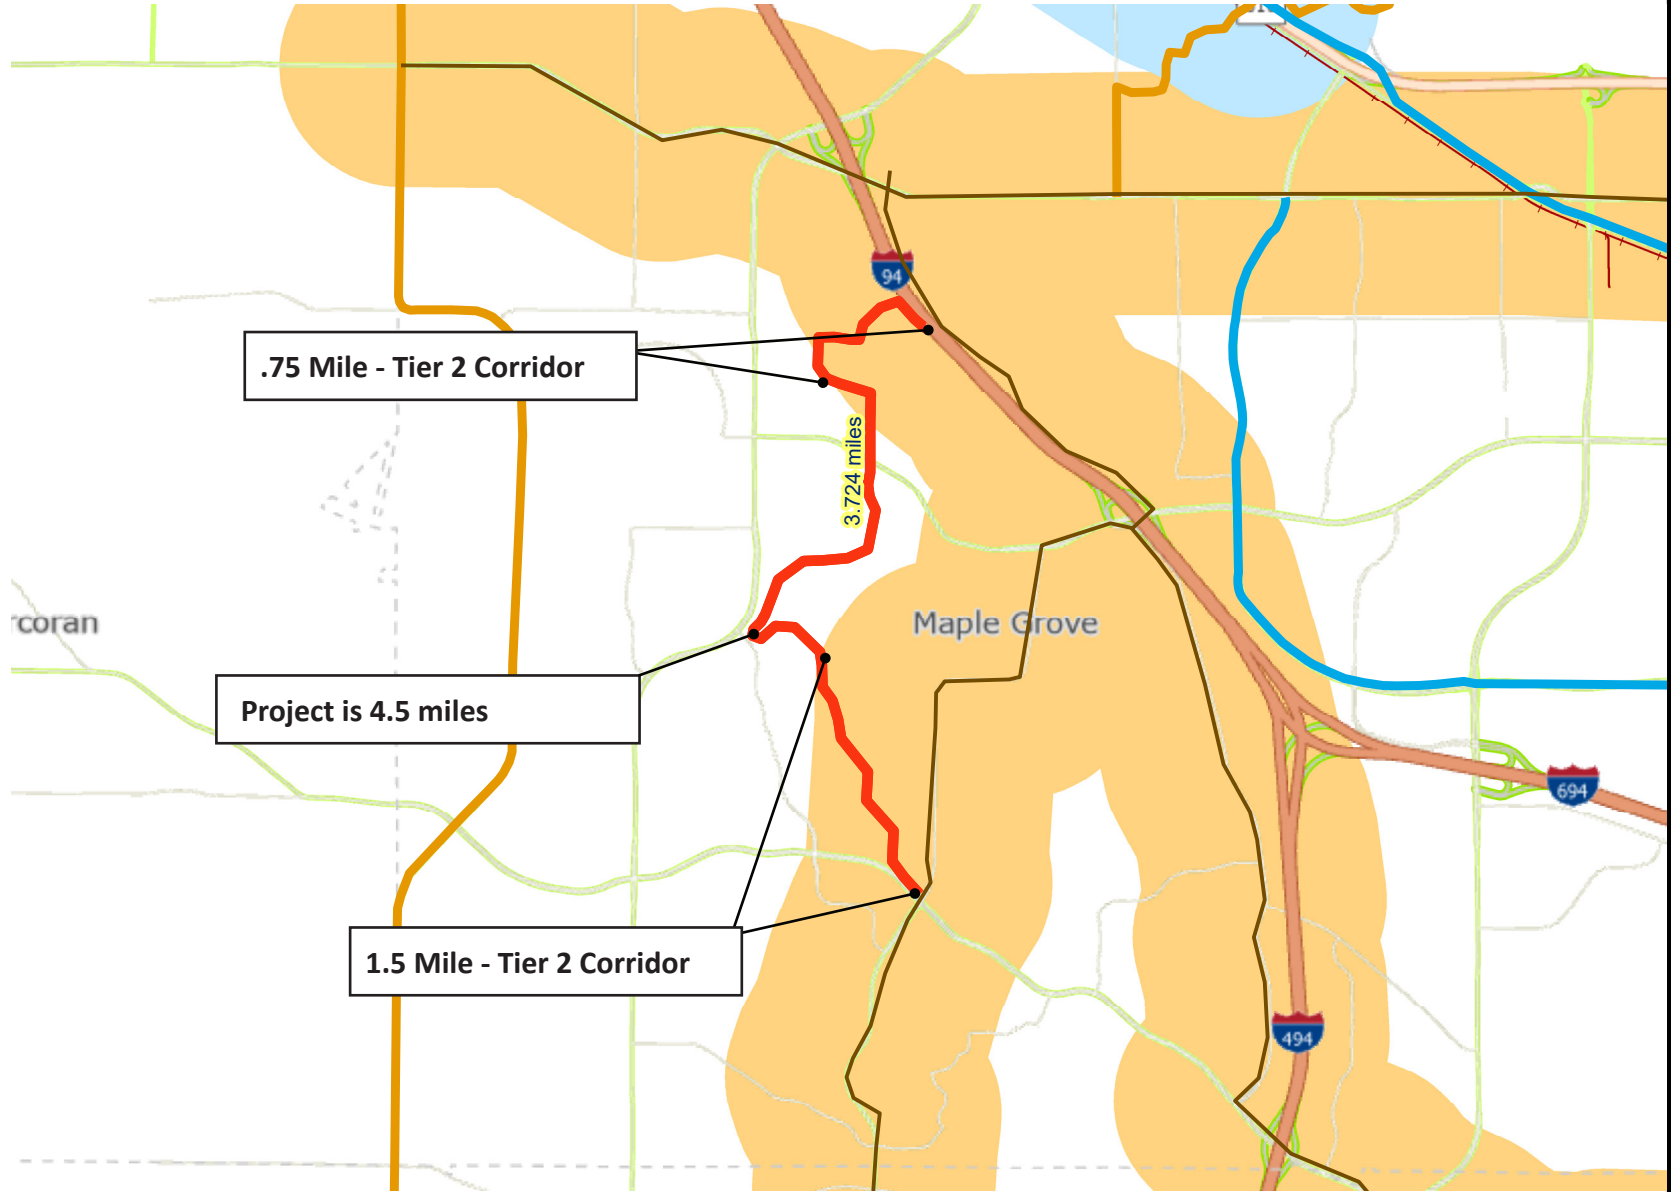 94
.75 Mile - Tier 2 Corridor
3.724 miles
rcoran
Maple Grove
Project is 4.5 miles
694
1.5 Mile - Tier 2 Corridor
494